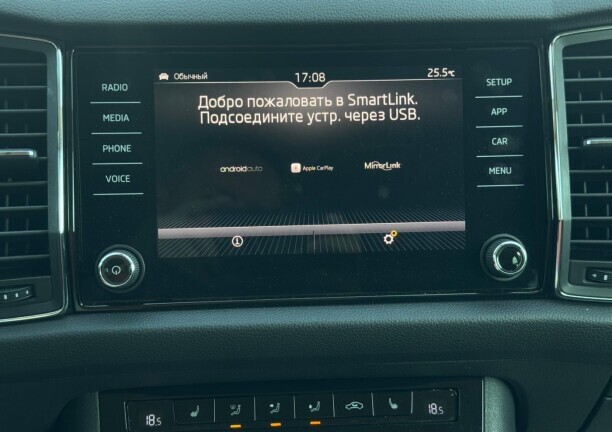 RADIO
MEDIA
PHONE
VOICE
Обычный 17:08 25.5°C
Добро пожаловать в SmartLink.
Подсоедините устр. через USB.
androidauto Apple CarPlay MirrorLink
SETUP
APP
CAR
MENU
18.5 18.5